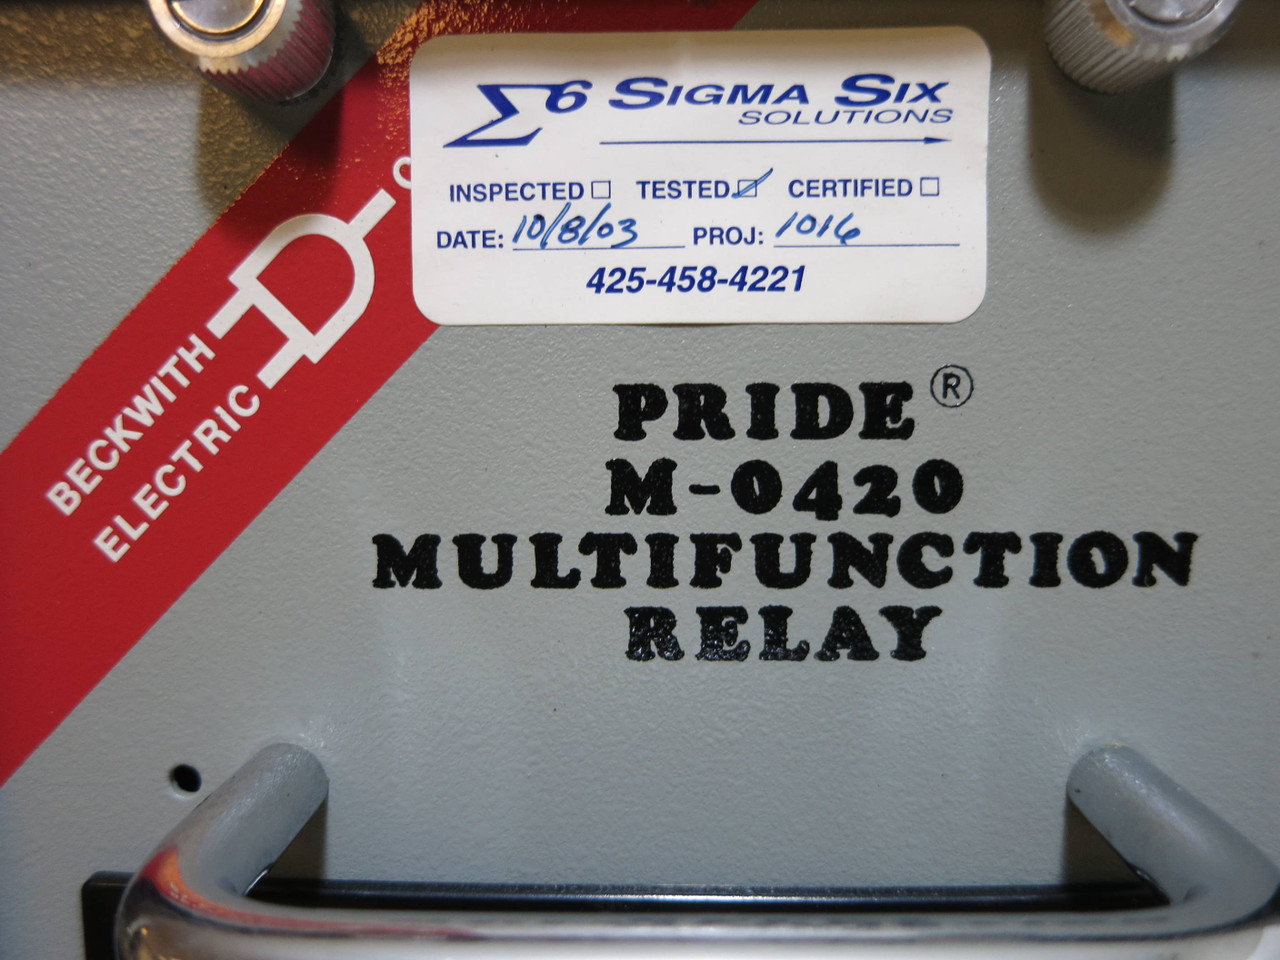 Σ6 SIGMA SIX
SOLUTIONS
INSPECTED TESTED CERTIFIED
DATE: 10/8/03 PROJ: 1016
425-458-4221
BECKWITH
ELECTRIC
PRIDE®
M-0420
MULTIFUNCTION
RELAY